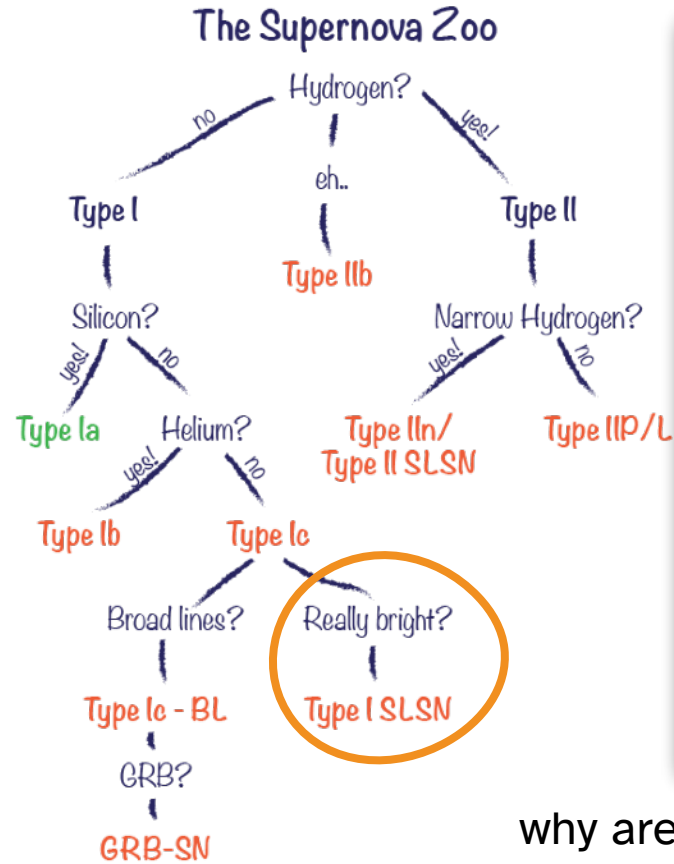 The Supernova Zoo
Hydrogen?
no
yes!
eh..
Type I
Type II
Type IIb
Silicon?
Narrow Hydrogen?
yes!
no
yes!
no
Type Ia
Helium?
Type IIn/
Type II SLSN
Type IIP/L
yes!
no
Type Ib
Type Ic
Broad lines?
Really bright?
Type Ic - BL
Type I SLSN
GRB?
GRB-SN
why are